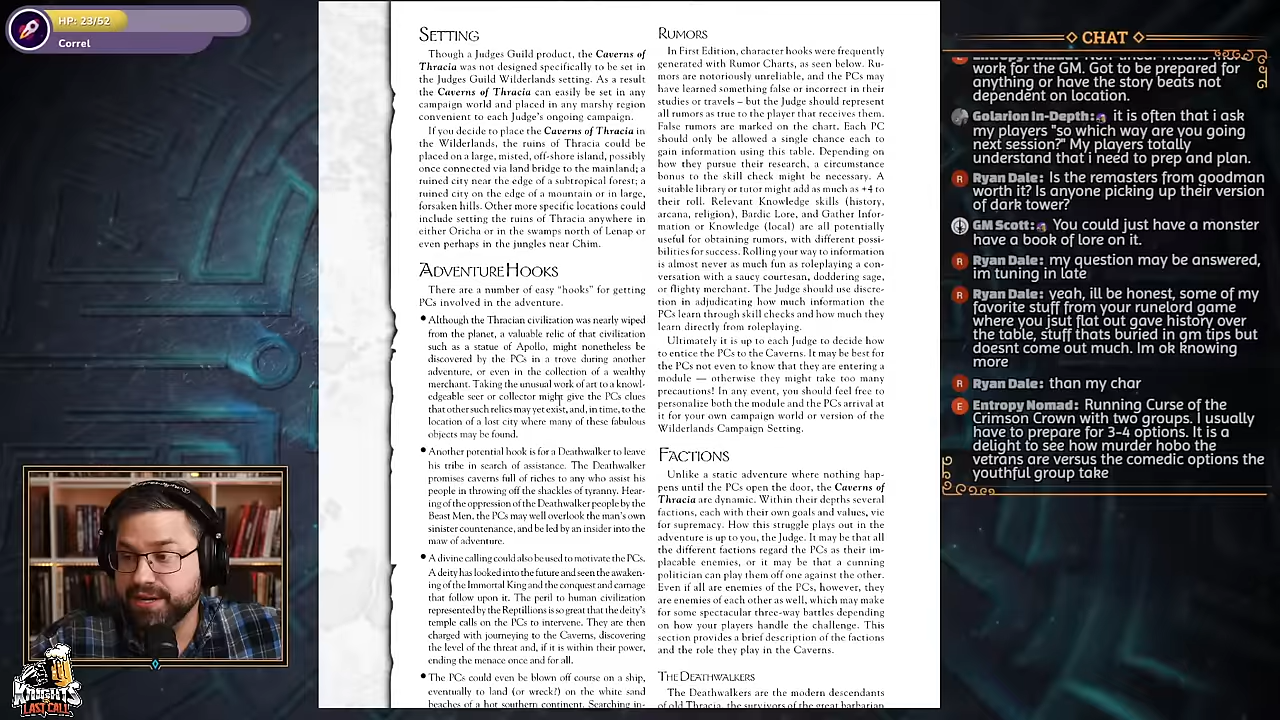 HP: 23/52
Correl
SETTING
Though a Judges Guild product, the Caverns of
Thracia was not designed specifically to be set in
the Judges Guild Wilderlands setting. As a result
the Caverns of Thracia can easily be set in any
campaign world and placed in any marshy region
convenient to each Judge's ongoing campaign.
If you decide to place the Caverns of Thracia in
the Wilderlands, the ruins of Thracia could be
placed on a large, misted, off-shore island, possibly
once connected via land bridge to the mainland; a
ruined city near the edge of a subtropical forest; a
ruined city on the edge of a mountain or in large,
forsaken hills. Other more specific locations could
include setting the ruins of Thracia anywhere in
either Oricha or in the swamps north of Lenap or
even perhaps in the jungles near Chim.
ADVENTURE HOOKS
There are a number of easy "hooks" for getting
PCs involved in the adventure.
• Although the Thracian civilization was nearly wiped
from the planet, a valuable relic of that civilization
such as a statue of Apollo, might nonetheless be
discovered by the PCs in a trove during another
adventure, or even in the collection of a wealthy
merchant. Taking the unusual work of art to a knowl-
edgeable seer or collector might give the PCs clues
that other such relics may yet exist, and, in time, to the
location of a lost city where many of these fabulous
objects may be found.
• Another potential hook is for a Deathwalker to leave
his tribe in search of assistance. The Deathwalker
promises caverns full of riches to any who assist his
people in throwing off the shackles of tyranny. Hear-
ing of the oppression of the Deathwalker people by the
Beast Men, the PCs may well overlook the man's own
sinister countenance, and be led by an insider into the
maw of adventure.
• A divine calling could also be used to motivate the PCs.
A deity has looked into the future and seen the awaken-
ing of the Immortal King and the conquest and carnage
that follow upon it. The peril to human civilization
represented by the Reptillions is so great that the deity's
temple calls on the PCs to intervene. They are then
charged with journeying to the Caverns, discovering
the level of the threat and, if it is within their power,
ending the menace once and for all.
• The PCs could even be blown off course on a ship,
eventually to land (or wreck?) on the white sand
beaches of a hot southern continent. Searching in-
RUMORS
In First Edition, character hooks were frequently
generated with Rumor Charts, as seen below. Ru-
mors are notoriously unreliable, and the PCs may
have learned something false or incorrect in their
studies or travels – but the Judge should represent
all rumors as true to the player that receives them.
False rumors are marked on the chart. Each PC
should only be allowed a single chance each to
gain information using this table. Depending on
how they pursue their research, a circumstance
bonus to the skill check might be necessary. A
suitable library or tutor might add as much as +4 to
their roll. Relevant Knowledge skills (history,
arcana, religion), Bardic Lore, and Gather Infor-
mation or Knowledge (local) are all potentially
useful for obtaining rumors, with different possi-
bilities for success. Rolling your way to information
is almost never as much fun as roleplaying a con-
versation with a saucy courtesan, doddering sage,
or flighty merchant. The Judge should use discre-
tion in adjudicating how much information the
PCs learn through skill checks and how much they
learn directly from roleplaying.
Ultimately it is up to each Judge to decide how
to entice the PCs to the Caverns. It may be best for
the PCs not even to know that they are entering a
module — otherwise they might take too many
precautions! In any event, you should feel free to
personalize both the module and the PCs arrival at
it for your own campaign world or version of the
Wilderlands Campaign Setting.
FACTIONS
Unlike a static adventure where nothing hap-
pens until the PCs open the door, the Caverns of
Thracia are dynamic. Within their depths several
factions, each with their own goals and values, vie
for supremacy. How this struggle plays out in the
adventure is up to you, the Judge. It may be that all
the different factions regard the PCs as their im-
placable enemies, or it may be that a cunning
politician can play them off one against the other.
Even if all are enemies of the PCs, however, they
are enemies of each other as well, which may make
for some spectacular three-way battles depending
on how your players handle the challenge. This
section provides a brief description of the factions
and the role they play in the Caverns.
THE DEATHWALKERS
The Deathwalkers are the modern descendants
of old Thracia, the survivors of the great barbarian
CHAT
work for the GM. Got to be prepared for
anything or have the story beats not
dependent on location.
Golarion In-Depth: it is often that i ask
my players "so which way are you going
next session?" My players totally
understand that i need to prep and plan.
R Ryan Dale: Is the remasters from goodman
worth it? Is anyone picking up their version
of dark tower?
GM Scott: You could just have a monster
have a book of lore on it.
R Ryan Dale: my question may be answered,
im tuning in late
R Ryan Dale: yeah, ill be honest, some of my
favorite stuff from your runelord game
where you jsut flat out gave history over
the table, stuff thats buried in gm tips but
doesnt come out much. Im ok knowing
more
R Ryan Dale: than my char
E Entropy Nomad: Running Curse of the
Crimson Crown with two groups. I usually
have to prepare for 3-4 options. It is a
delight to see how murder hobo the
vetrans are versus the comedic options the
youthful group take
KNIGHTS
LAST CALL